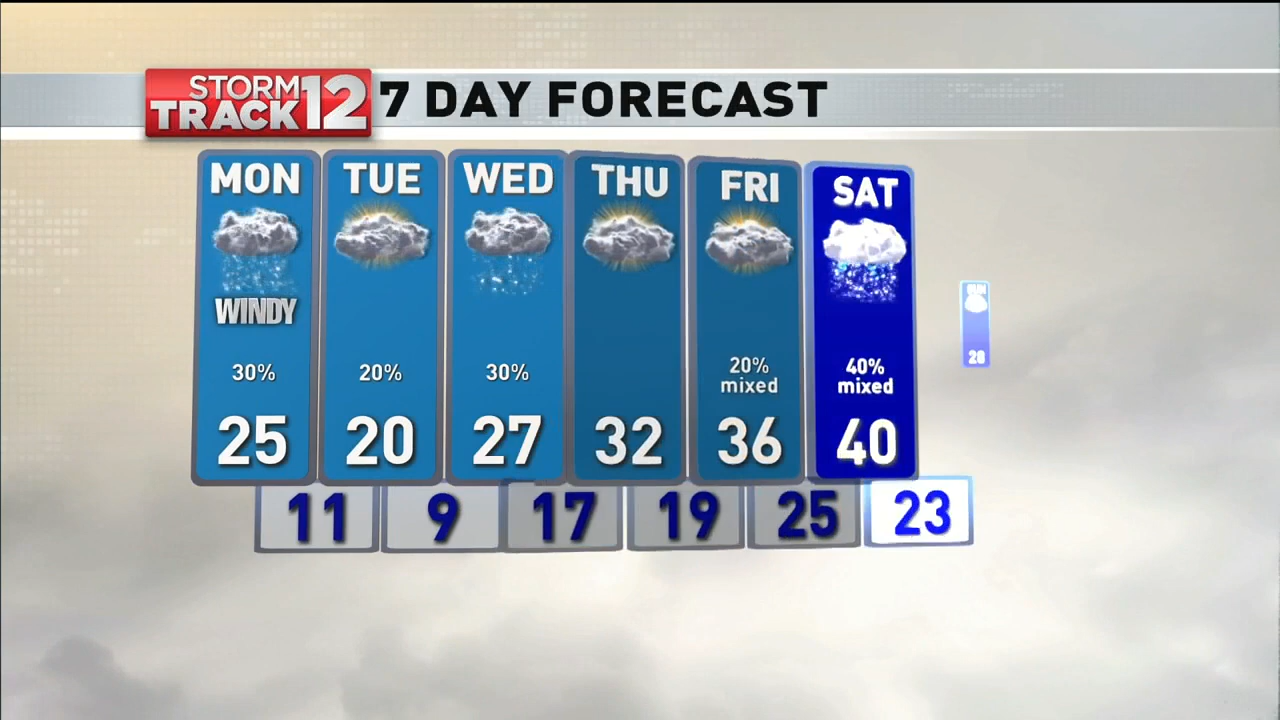 STORM
TRACK 12
7 DAY FORECAST
MON
WINDY
30%
25
TUE
20%
20
WED
30%
27
THU
32
FRI
20%
mixed
36
SAT
40%
mixed
40
SUN
28
11
9
17
19
25
23